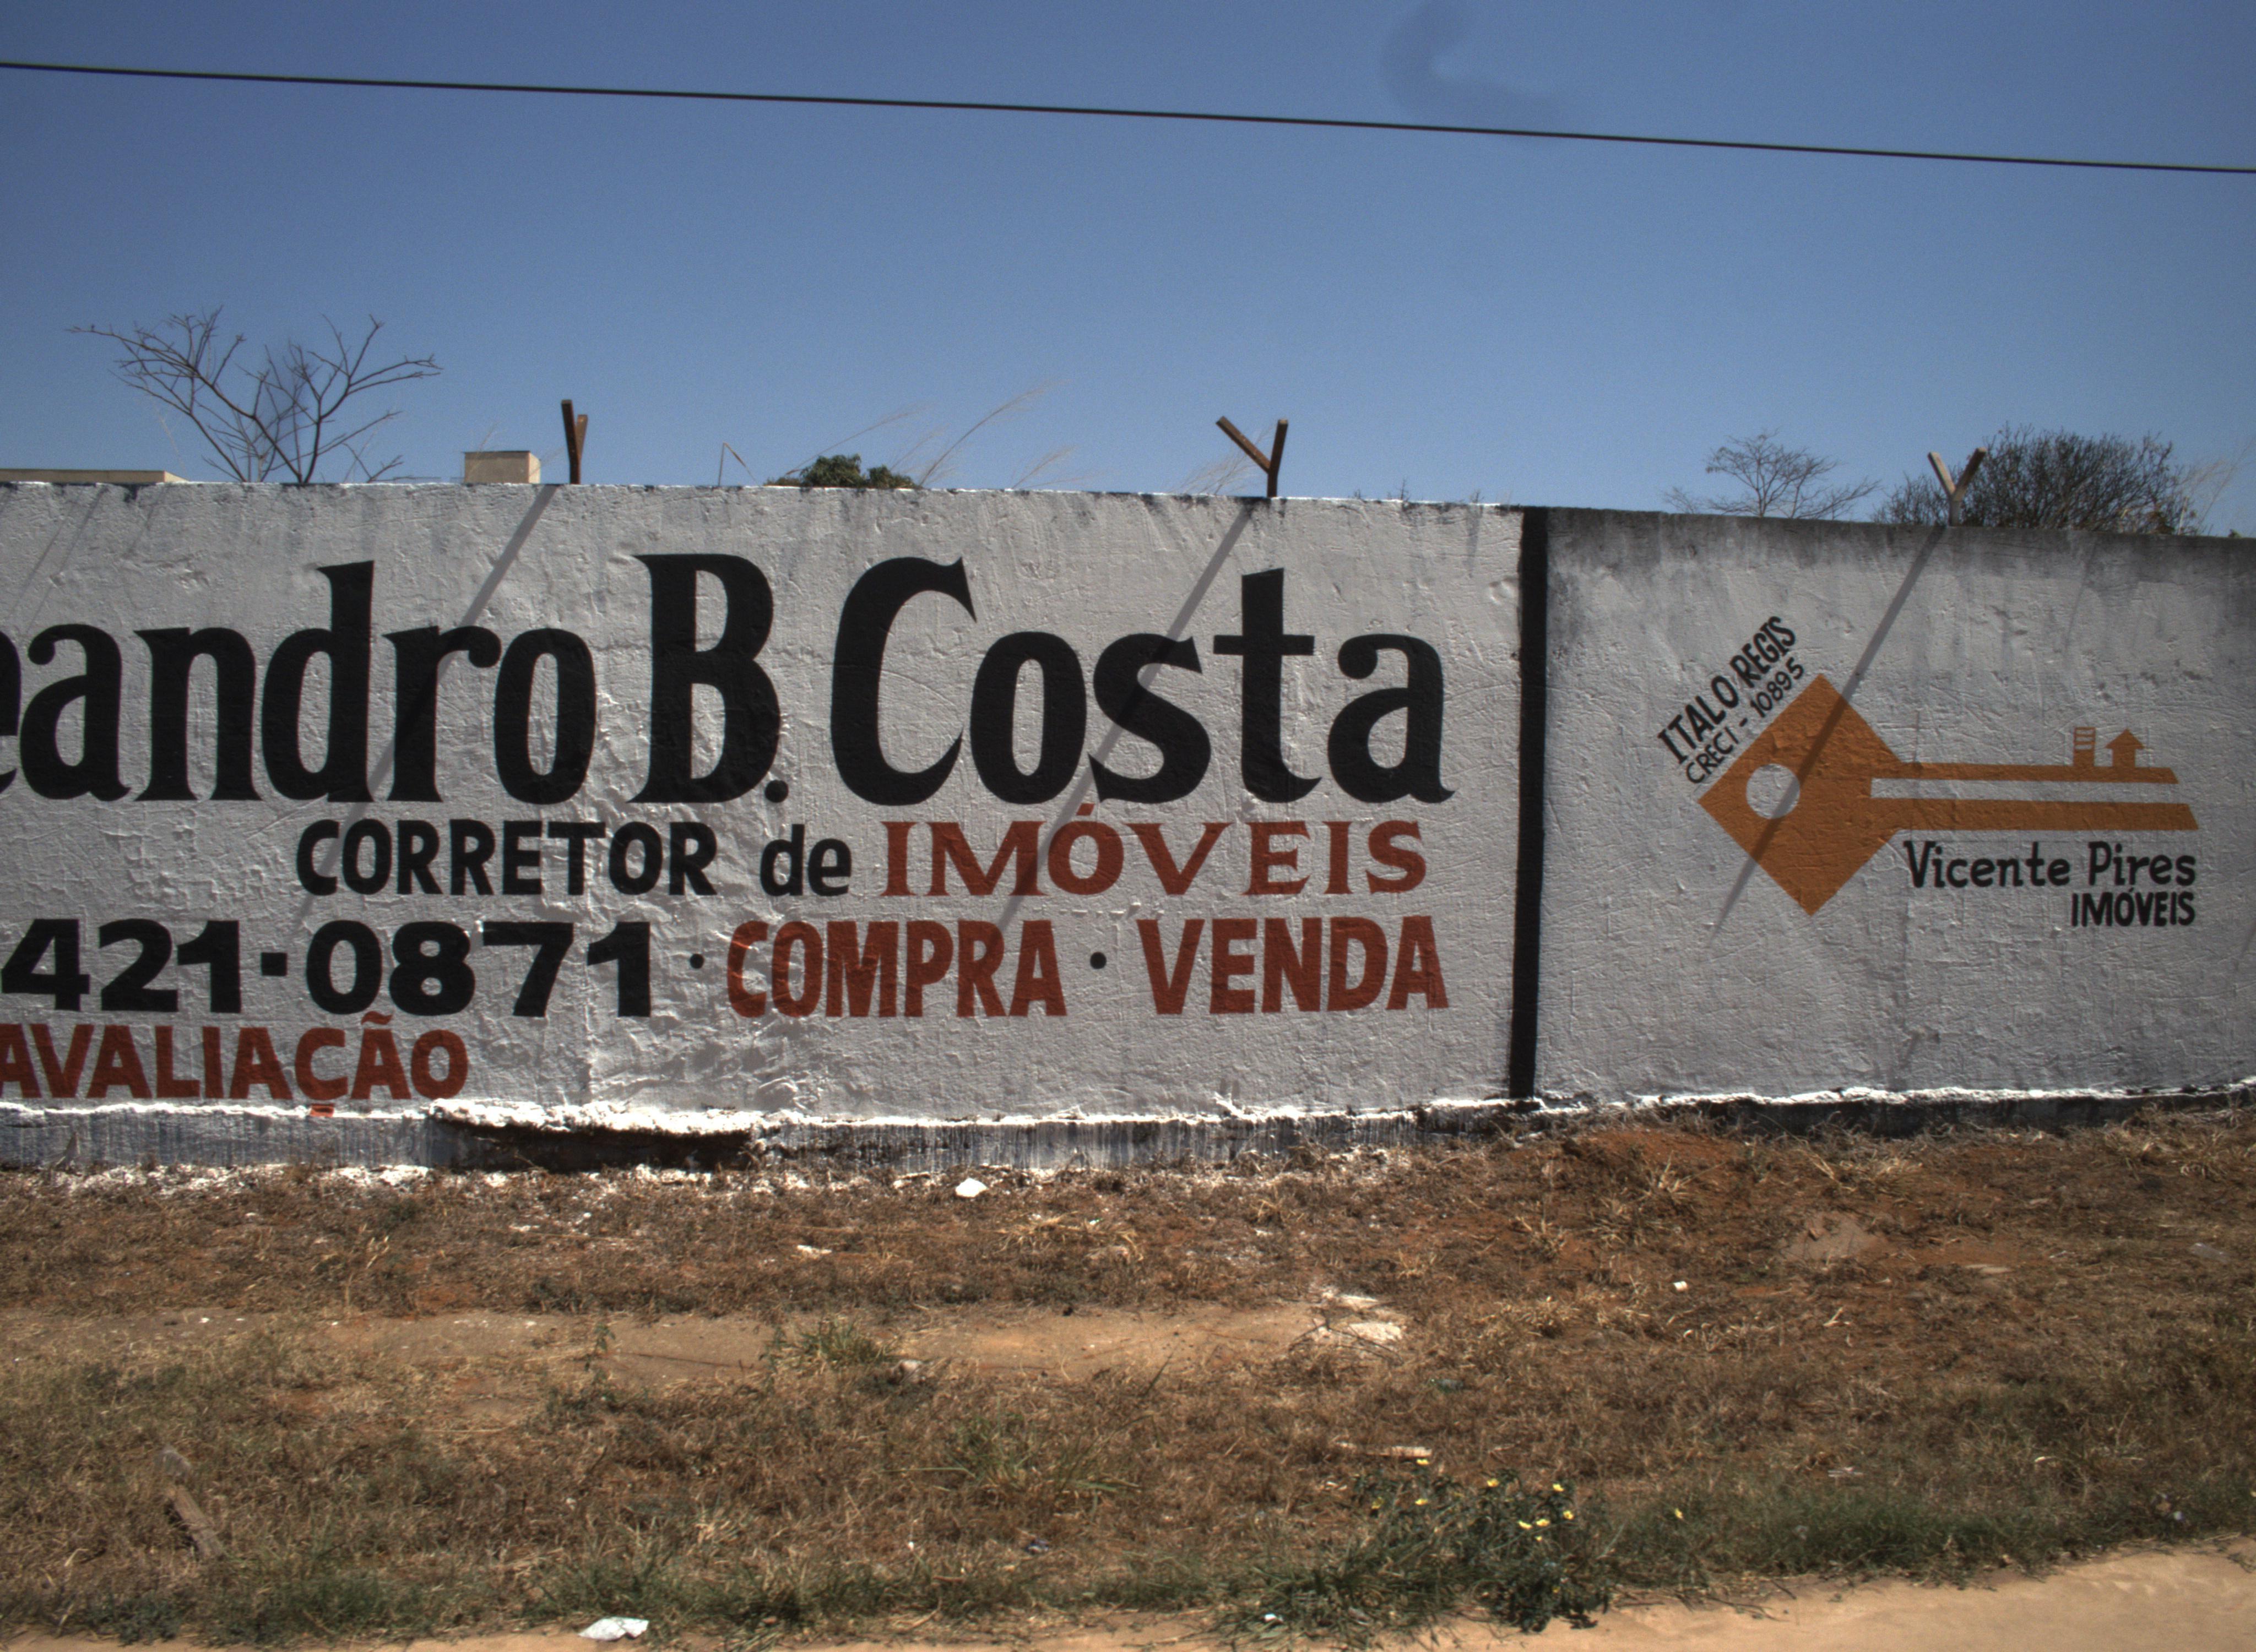 eandro B. Costa
CORRETOR de IMÓVEIS
421-0871 · COMPRA · VENDA
AVALIAÇÃO
ITALO REGIS
CRECI - 10895
Vicente Pires
IMÓVEIS